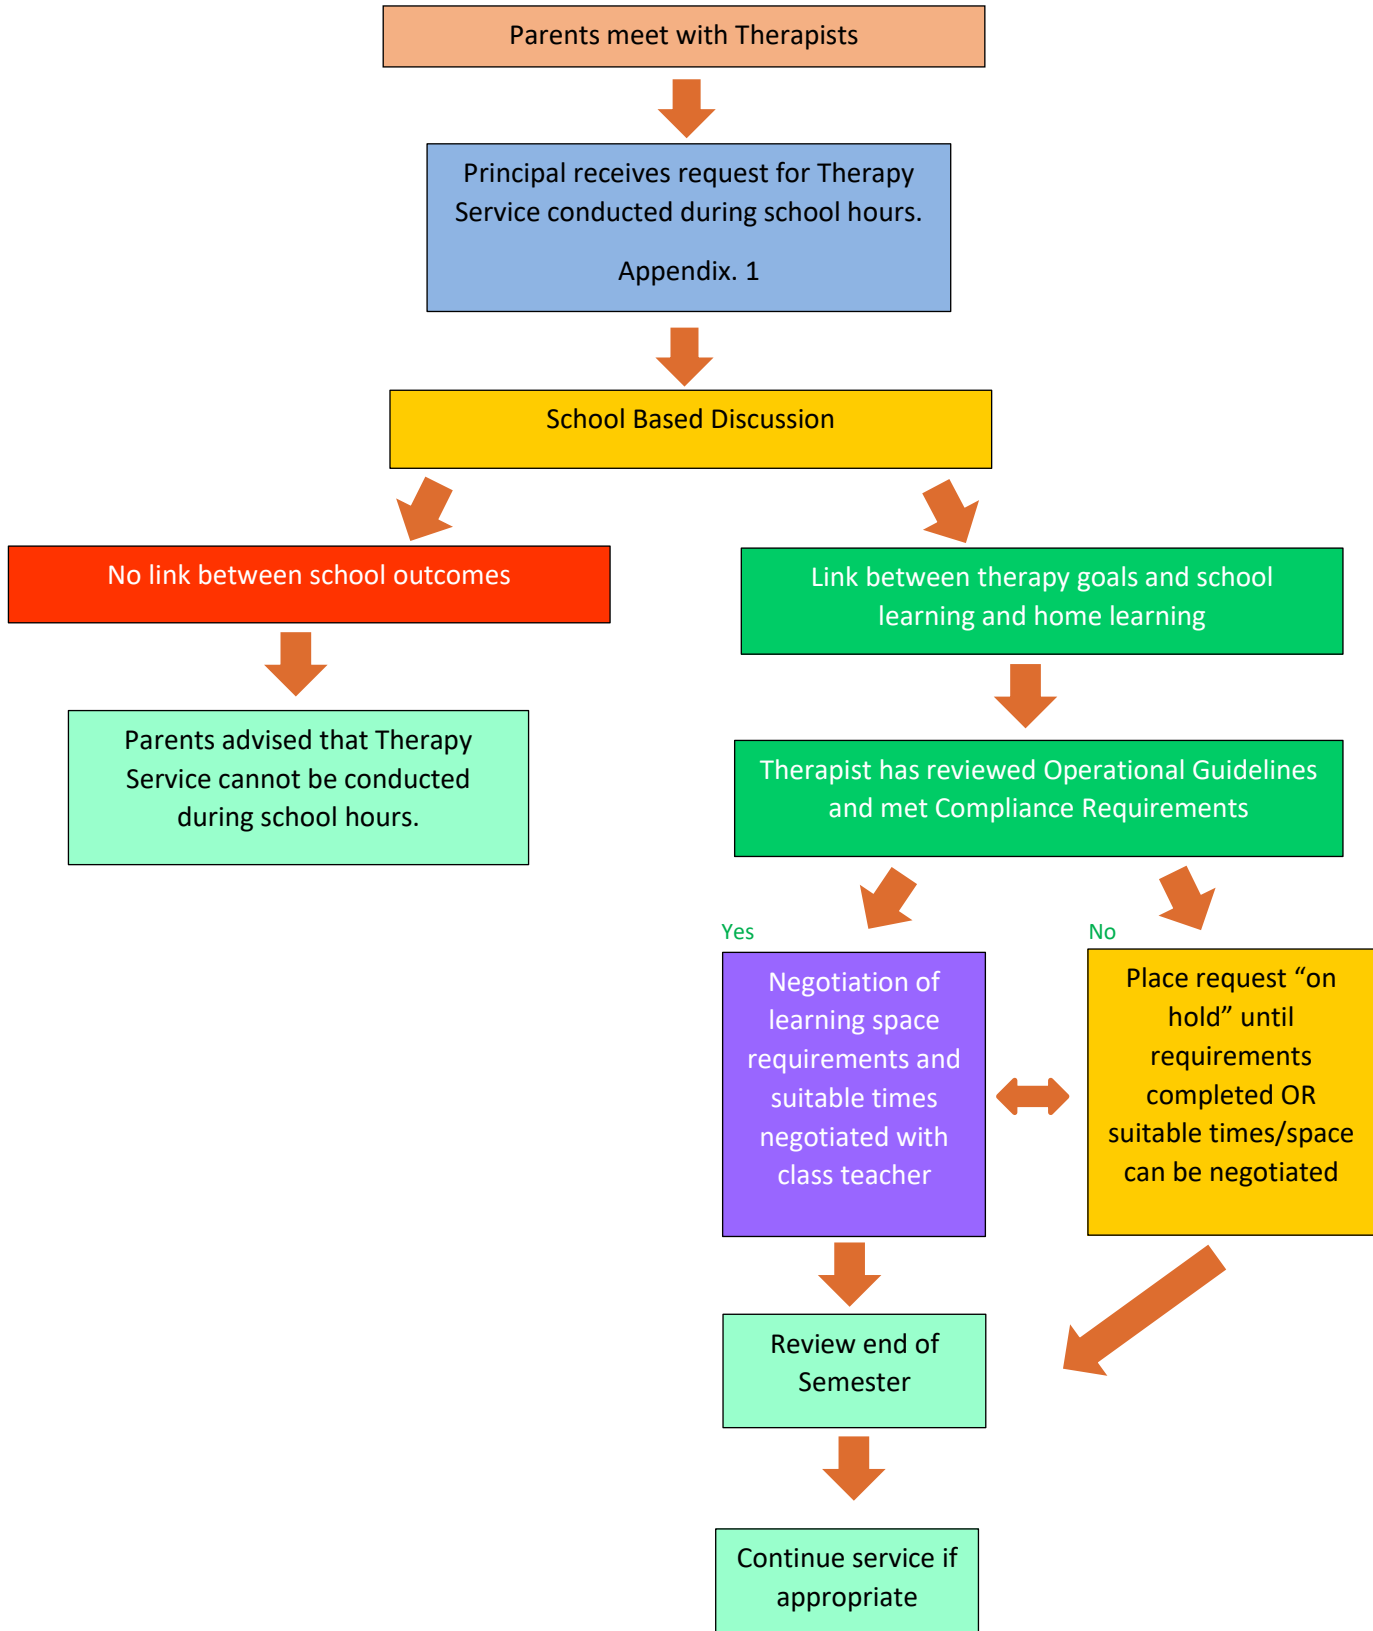 Parents meet with Therapists
Principal receives request for Therapy
Service conducted during school hours.
Appendix. 1
School Based Discussion
No link between school outcomes
Link between therapy goals and school
learning and home learning
Parents advised that Therapy
Service cannot be conducted
during school hours.
Therapist has reviewed Operational Guidelines
and met Compliance Requirements
Yes
No
Negotiation of
learning space
requirements and
suitable times
negotiated with
class teacher
Place request “on
hold” until
requirements
completed OR
suitable times/space
can be negotiated
Review end of
Semester
Continue service if
appropriate